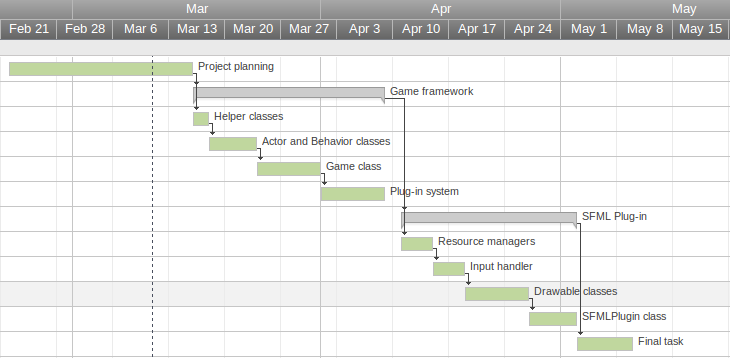 Mar Apr May
Feb 21 Feb 28 Mar 6 Mar 13 Mar 20 Mar 27 Apr 3 Apr 10 Apr 17 Apr 24 May 1 May 8 May 15
Project planning
Game framework
Helper classes
Actor and Behavior classes
Game class
Plug-in system
SFML Plug-in
Resource managers
Input handler
Drawable classes
SFMLPlugin class
Final task